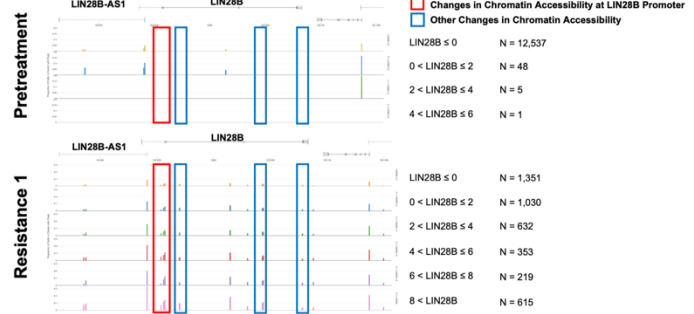 LIN28B-AS1
LIN28B
Changes in Chromatin Accessibility at LIN28B Promoter
Other Changes in Chromatin Accessibility
Pretreatment
LIN28B ≤ 0 N = 12,537
0 < LIN28B ≤ 2 N = 48
2 < LIN28B ≤ 4 N = 5
4 < LIN28B ≤ 6 N = 1
LIN28B-AS1
LIN28B
Resistance 1
LIN28B ≤ 0 N = 1,351
0 < LIN28B ≤ 2 N = 1,030
2 < LIN28B ≤ 4 N = 632
4 < LIN28B ≤ 6 N = 353
6 < LIN28B ≤ 8 N = 219
8 < LIN28B N = 615